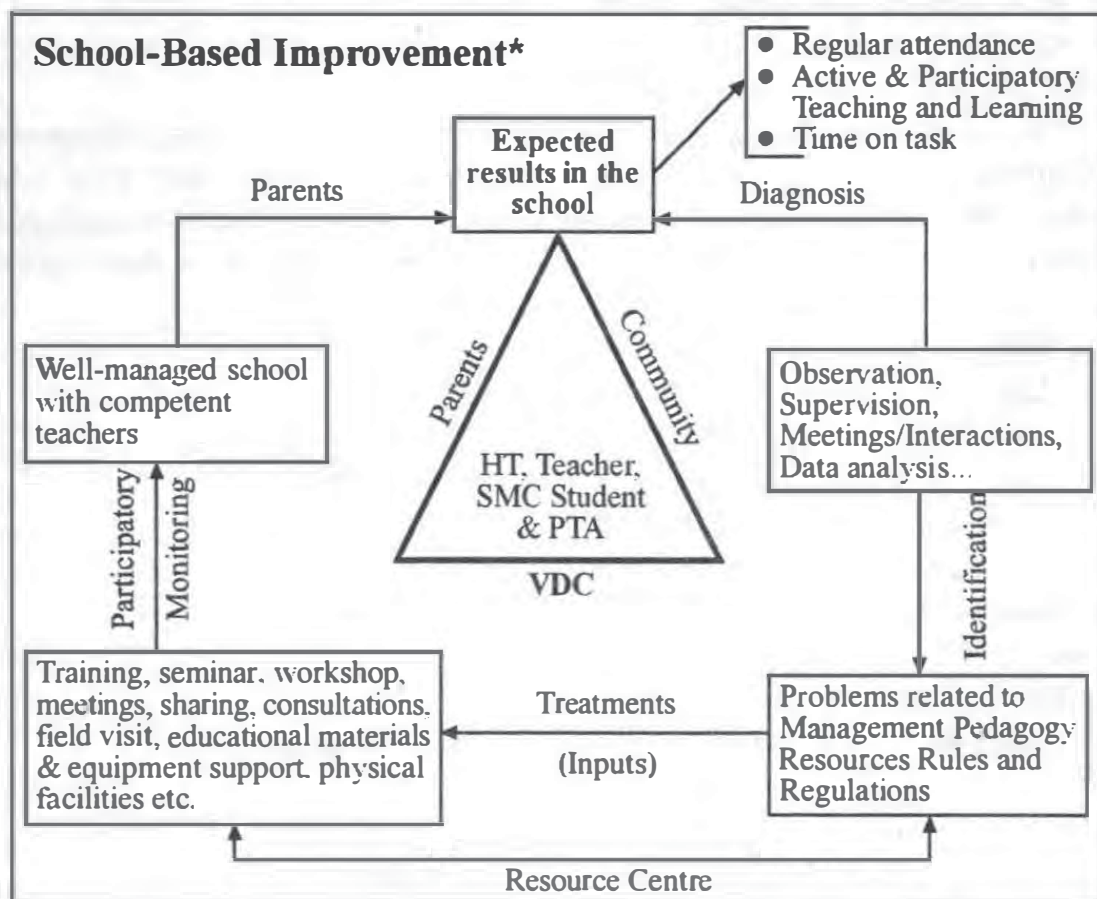 School-Based Improvement*
● Regular attendance
● Active & Participatory
Teaching and Learning
● Time on task
Expected
results in the
school
Parents
Diagnosis
Well-managed school
with competent
teachers
Parents
Community
HT, Teacher,
SMC Student
& PTA
VDC
Observation,
Supervision,
Meetings/Interactions,
Data analysis...
Participatory
Monitoring
Identification
Training, seminar. workshop,
meetings, sharing, consultations.
field visit, educational materials
& equipment support. physical
facilities etc.
Treatments
(Inputs)
Problems related to
Management Pedagogy
Resources Rules and
Regulations
Resource Centre